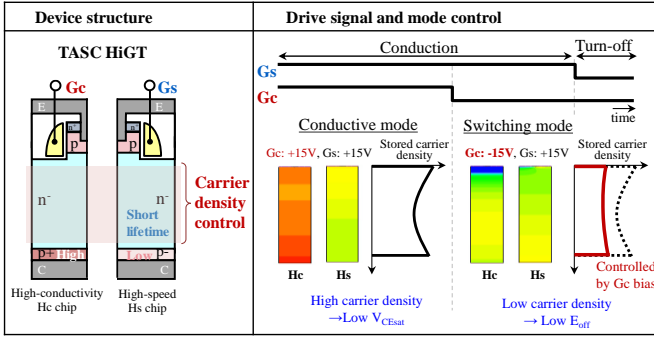 Device structure
Drive signal and mode control
TASC HiGT
Gc
Gs
E
E
n+
n+
p
p
n-
n-
Short
lifetime
Carrier
density
control
p+ High
Low p-
C
C
High-conductivity
Hc chip
High-speed
Hs chip
Conduction
Turn-off
Gs
Gc
time
Conductive mode
Switching mode
Gc: +15V, Gs: +15V
Stored carrier
density
Gc: -15V, Gs: +15V
Stored carrier
density
Hc
Hs
Hc
Hs
Controlled
by Gc bias
High carrier density
→Low VCEsat
Low carrier density
→ Low Eoff